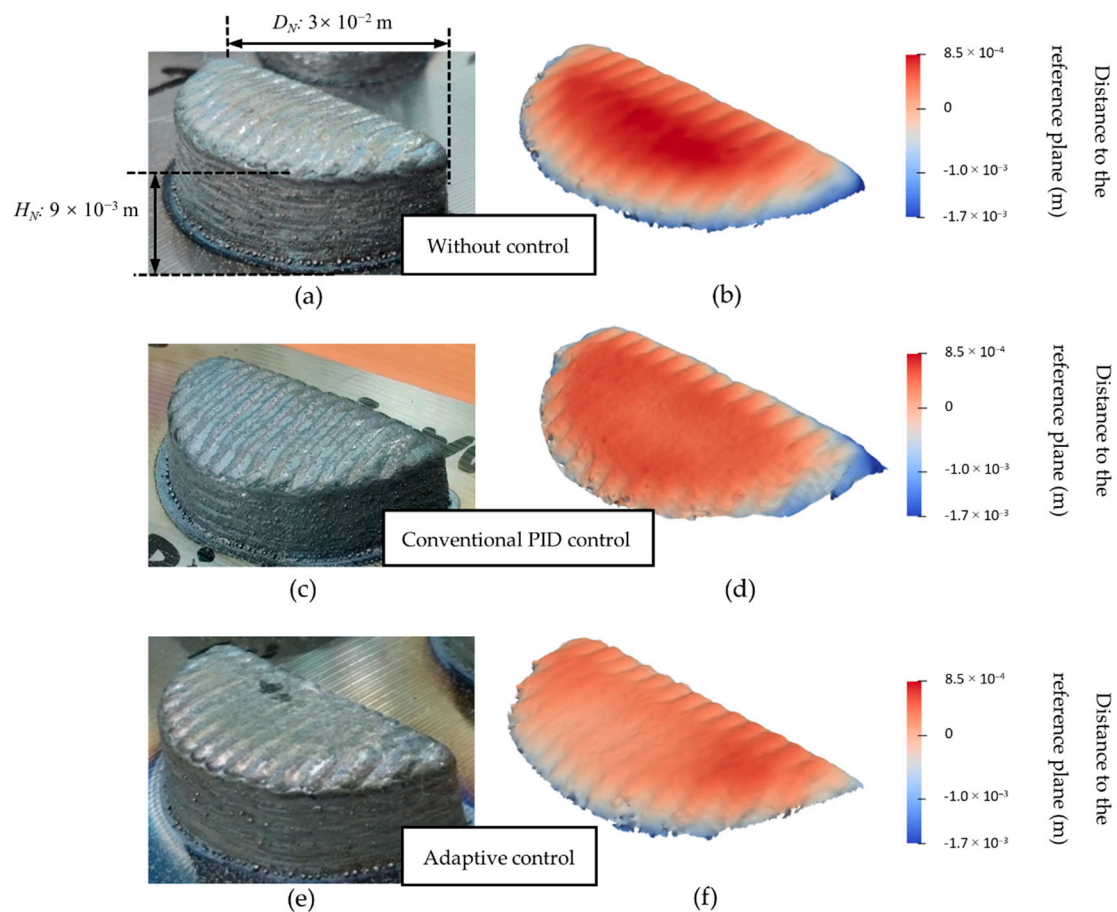 D_N: 3 × 10⁻² m
H_N: 9 × 10⁻³ m
Without control
8.5 × 10⁻⁴
0
-1.0 × 10⁻³
-1.7 × 10⁻³
Distance to the
reference plane (m)
(a)
(b)
Conventional PID control
8.5 × 10⁻⁴
0
-1.0 × 10⁻³
-1.7 × 10⁻³
Distance to the
reference plane (m)
(c)
(d)
Adaptive control
8.5 × 10⁻⁴
0
-1.0 × 10⁻³
-1.7 × 10⁻³
Distance to the
reference plane (m)
(e)
(f)